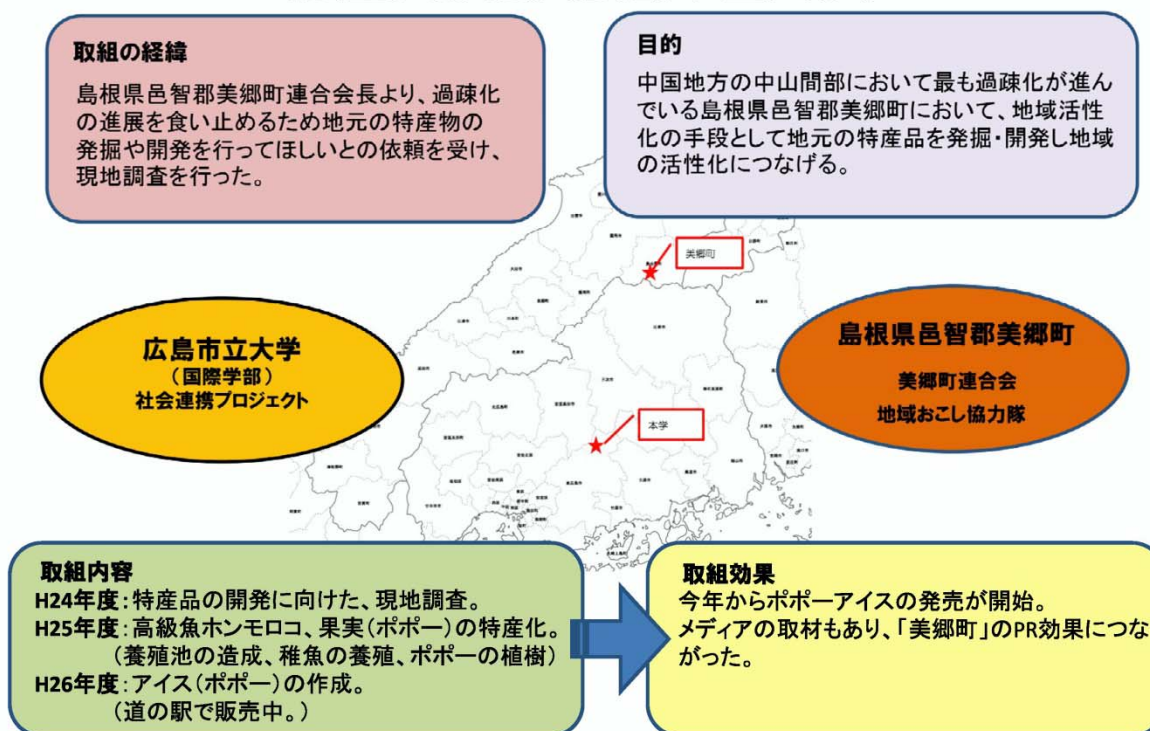 取組の経緯
島根県邑智郡美郷町連合会長より、過疎化
の進展を食い止めるため地元の特産物の
発掘や開発を行ってほしいとの依頼を受け、
現地調査を行った。
目的
中国地方の中山間部において最も過疎化が進ん
でいる島根県邑智郡美郷町において、地域活性
化の手段として地元の特産品を発掘・開発し地域
の活性化につなげる。
美郷町
広島市立大学
（国際学部）
社会連携プロジェクト
島根県邑智郡美郷町
美郷町連合会
地域おこし協力隊
本学
取組内容
H24年度：特産品の開発に向けた、現地調査。
H25年度：高級魚ホンモロコ、果実（ポポー）の特産化。
（養殖池の造成、稚魚の養殖、ポポーの植樹）
H26年度：アイス（ポポー）の作成。
（道の駅で販売中。）
取組効果
今年からポポーアイスの発売が開始。
メディアの取材もあり、「美郷町」のPR効果につな
がった。